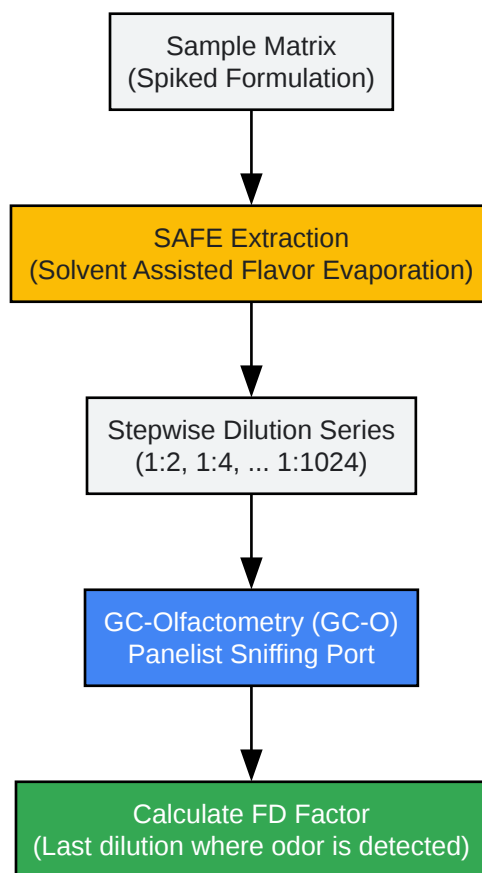 Sample Matrix
(Spiked Formulation)
SAFE Extraction
(Solvent Assisted Flavor Evaporation)
Stepwise Dilution Series
(1:2, 1:4, ... 1:1024)
GC-Olfactometry (GC-O)
Panelist Sniffing Port
Calculate FD Factor
(Last dilution where odor is detected)